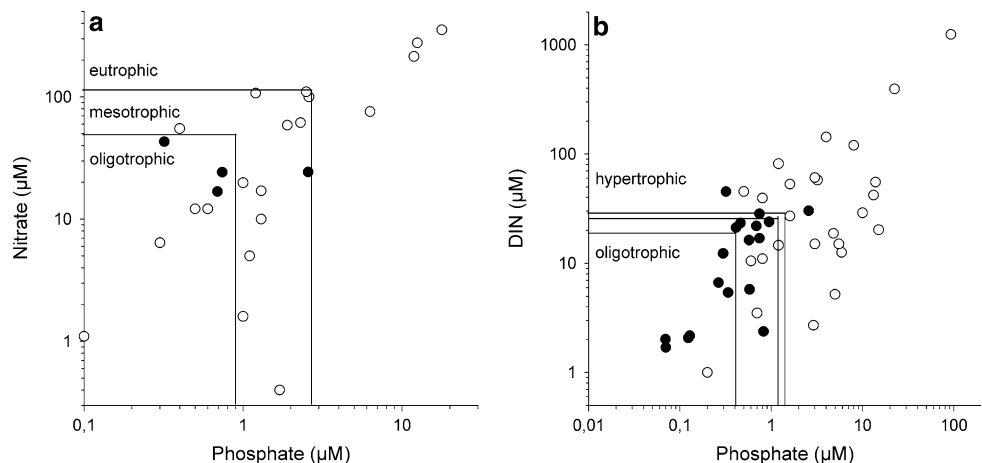 a
eutrophic
mesotrophic
oligotrophic
100
10
1
Nitrate (µM)
0,1 1 10
Phosphate (µM)
b
hypertrophic
oligotrophic
1000
100
10
1
DIN (µM)
0,01 0,1 1 10 100
Phosphate (µM)